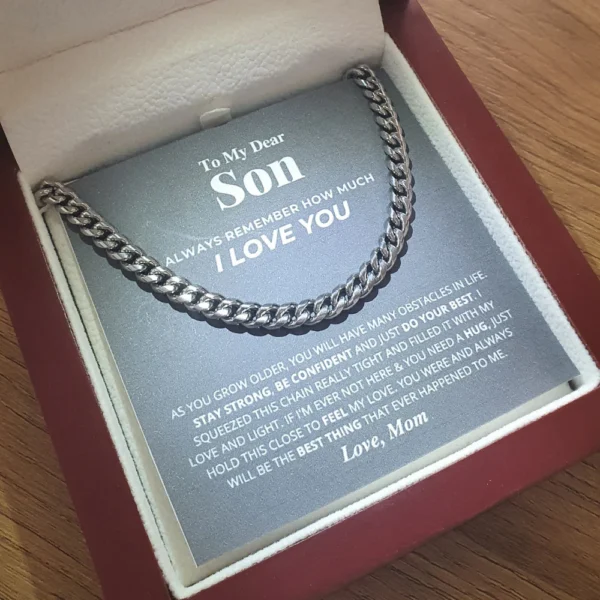 To My Dear
Son
ALWAYS REMEMBER HOW MUCH
I LOVE YOU
AS YOU GROW OLDER, YOU WILL HAVE MANY OBSTACLES IN LIFE.
STAY STRONG, BE CONFIDENT AND JUST DO YOUR BEST. I
SQUEEZED THIS CHAIN REALLY TIGHT AND FILLED IT WITH MY
LOVE AND LIGHT. IF I'M EVER NOT HERE & YOU NEED A HUG, JUST
HOLD THIS CLOSE TO FEEL MY LOVE. YOU WERE AND ALWAYS
WILL BE THE BEST THING THAT EVER HAPPENED TO ME.
Love, Mom